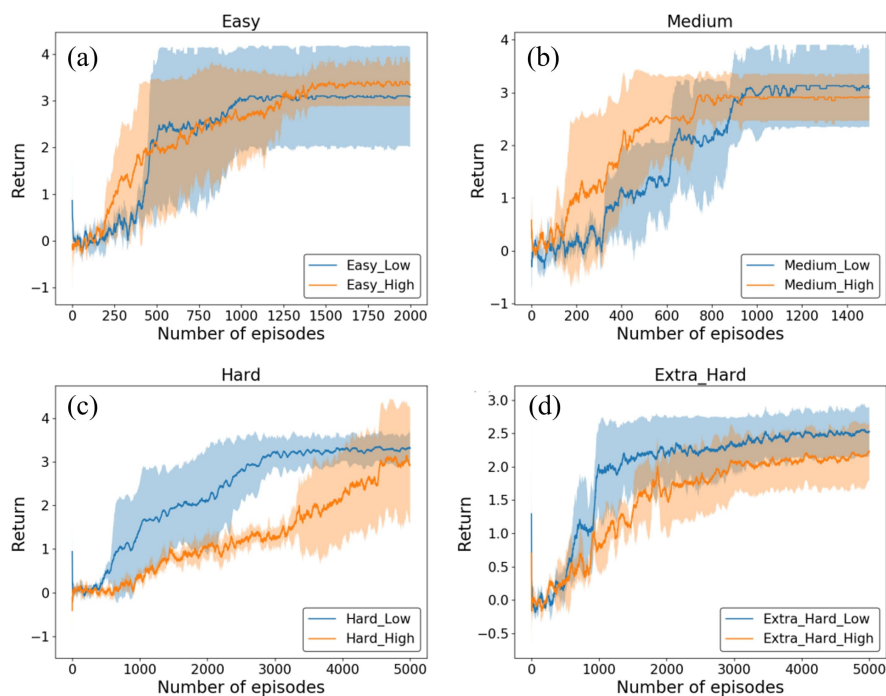 Easy
(a)
4
3
2
1
0
−1
Return
Easy_Low
Easy_High
0 250 500 750 1000 1250 1500 1750 2000
Number of episodes
Medium
(b)
4
3
2
1
0
−1
Return
Medium_Low
Medium_High
0 200 400 600 800 1000 1200 1400
Number of episodes
Hard
(c)
4
3
2
1
0
−1
Return
Hard_Low
Hard_High
0 1000 2000 3000 4000 5000
Number of episodes
Extra_Hard
(d)
3.0
2.5
2.0
1.5
1.0
0.5
0.0
−0.5
Return
Extra_Hard_Low
Extra_Hard_High
0 1000 2000 3000 4000 5000
Number of episodes